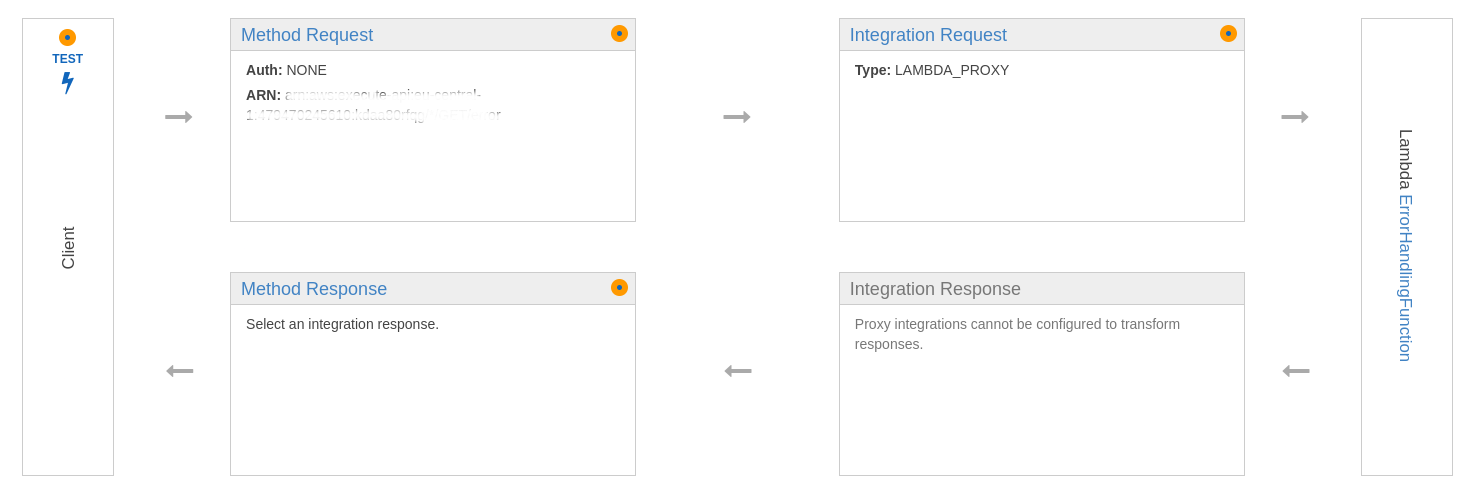 TEST
Client
Method Request
Auth: NONE
ARN:
Integration Request
Type: LAMBDA_PROXY
Method Response
Select an integration response.
Integration Response
Proxy integrations cannot be configured to transform
responses.
Lambda ErrorHandlingFunction